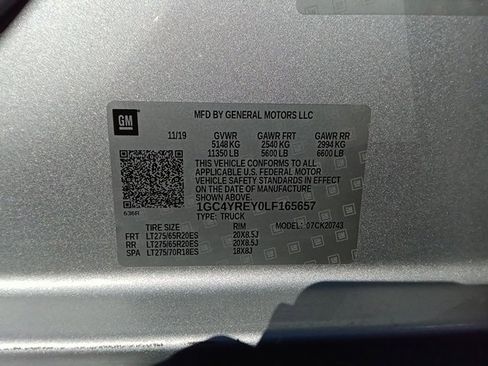 GM
MFD BY GENERAL MOTORS LLC
11/19 GVWR GAWR FRT GAWR RR
5148 KG 2540 KG 2994 KG
11350 LB 5600 LB 6600 LB
THIS VEHICLE CONFORMS TO ALL
APPLICABLE U.S. FEDERAL MOTOR
VEHICLE SAFETY STANDARDS IN
EFFECT ON THE DATE OF MANUFACTURE
SHOWN ABOVE.
636R 1GC4YREY0LF165657
TYPE: TRUCK
TIRE SIZE RIM MODEL: 07CK20743
FRT LT275/65R20ES 20X8.5J
RR LT275/65R20ES 20X8.5J
SPA LT275/70R18ES 18X8J